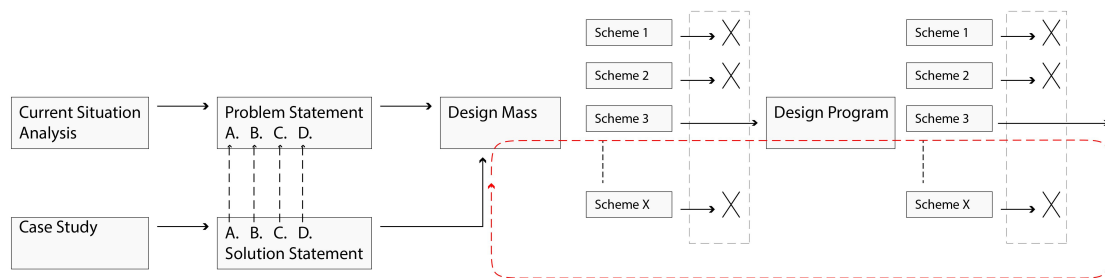 Current Situation
Analysis
Problem Statement
A. B. C. D.
Design Mass
Case Study
A. B. C. D.
Solution Statement
Scheme 1
Scheme 2
Scheme 3
Scheme X
Design Program
Scheme 1
Scheme 2
Scheme 3
Scheme X